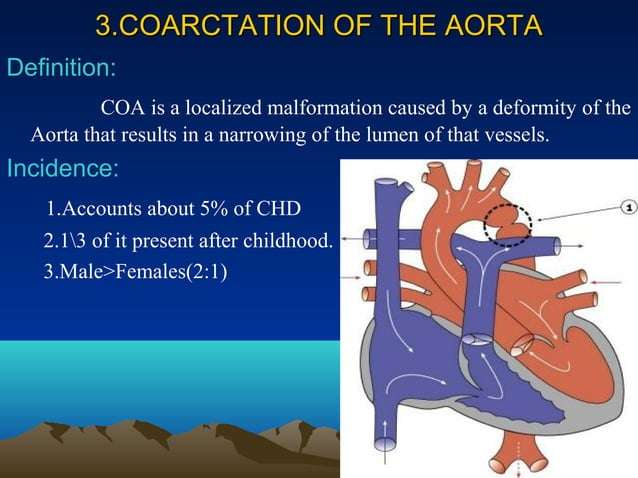 3.COARCTATION OF THE AORTA
Definition:
COA is a localized malformation caused by a deformity of the
Aorta that results in a narrowing of the lumen of that vessels.
Incidence:
1.Accounts about 5% of CHD
2.1\3 of it present after childhood.
3.Male>Females(2:1)
1